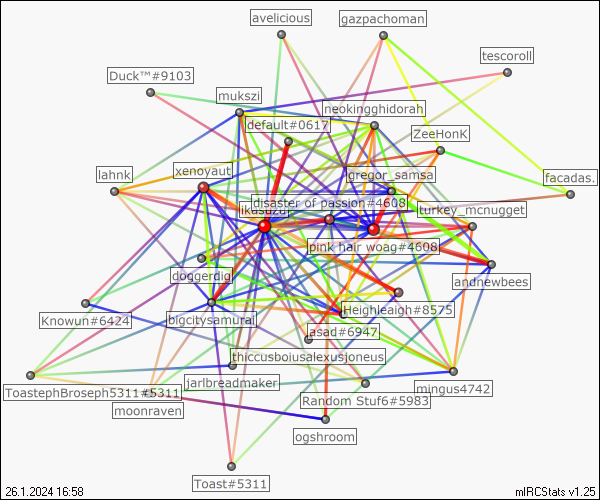 avelicious
gazpachoman
tescoroll
Duck™#9103
mukszi
neokingghidorah
default#0617
ZeeHonK
xenoyaut
gregor_samsa
lahnk
facadas.
disaster of passion#4608
likasuzu
turkey_mcnugget
pink hair woag#4608
doggerdig
andnewbees
Heighleaigh#8575
Knowun#6424
bigcitysamurai
jasad#6947
thiccusboiusalexusjoneus
jarlbreadmaker
mingus4742
ToastephBroseph5311#5311
Random Stuf6#5983
moonraven
ogshroom
Toast#5311
26.1.2024 16:58
mIRCStats v1.25